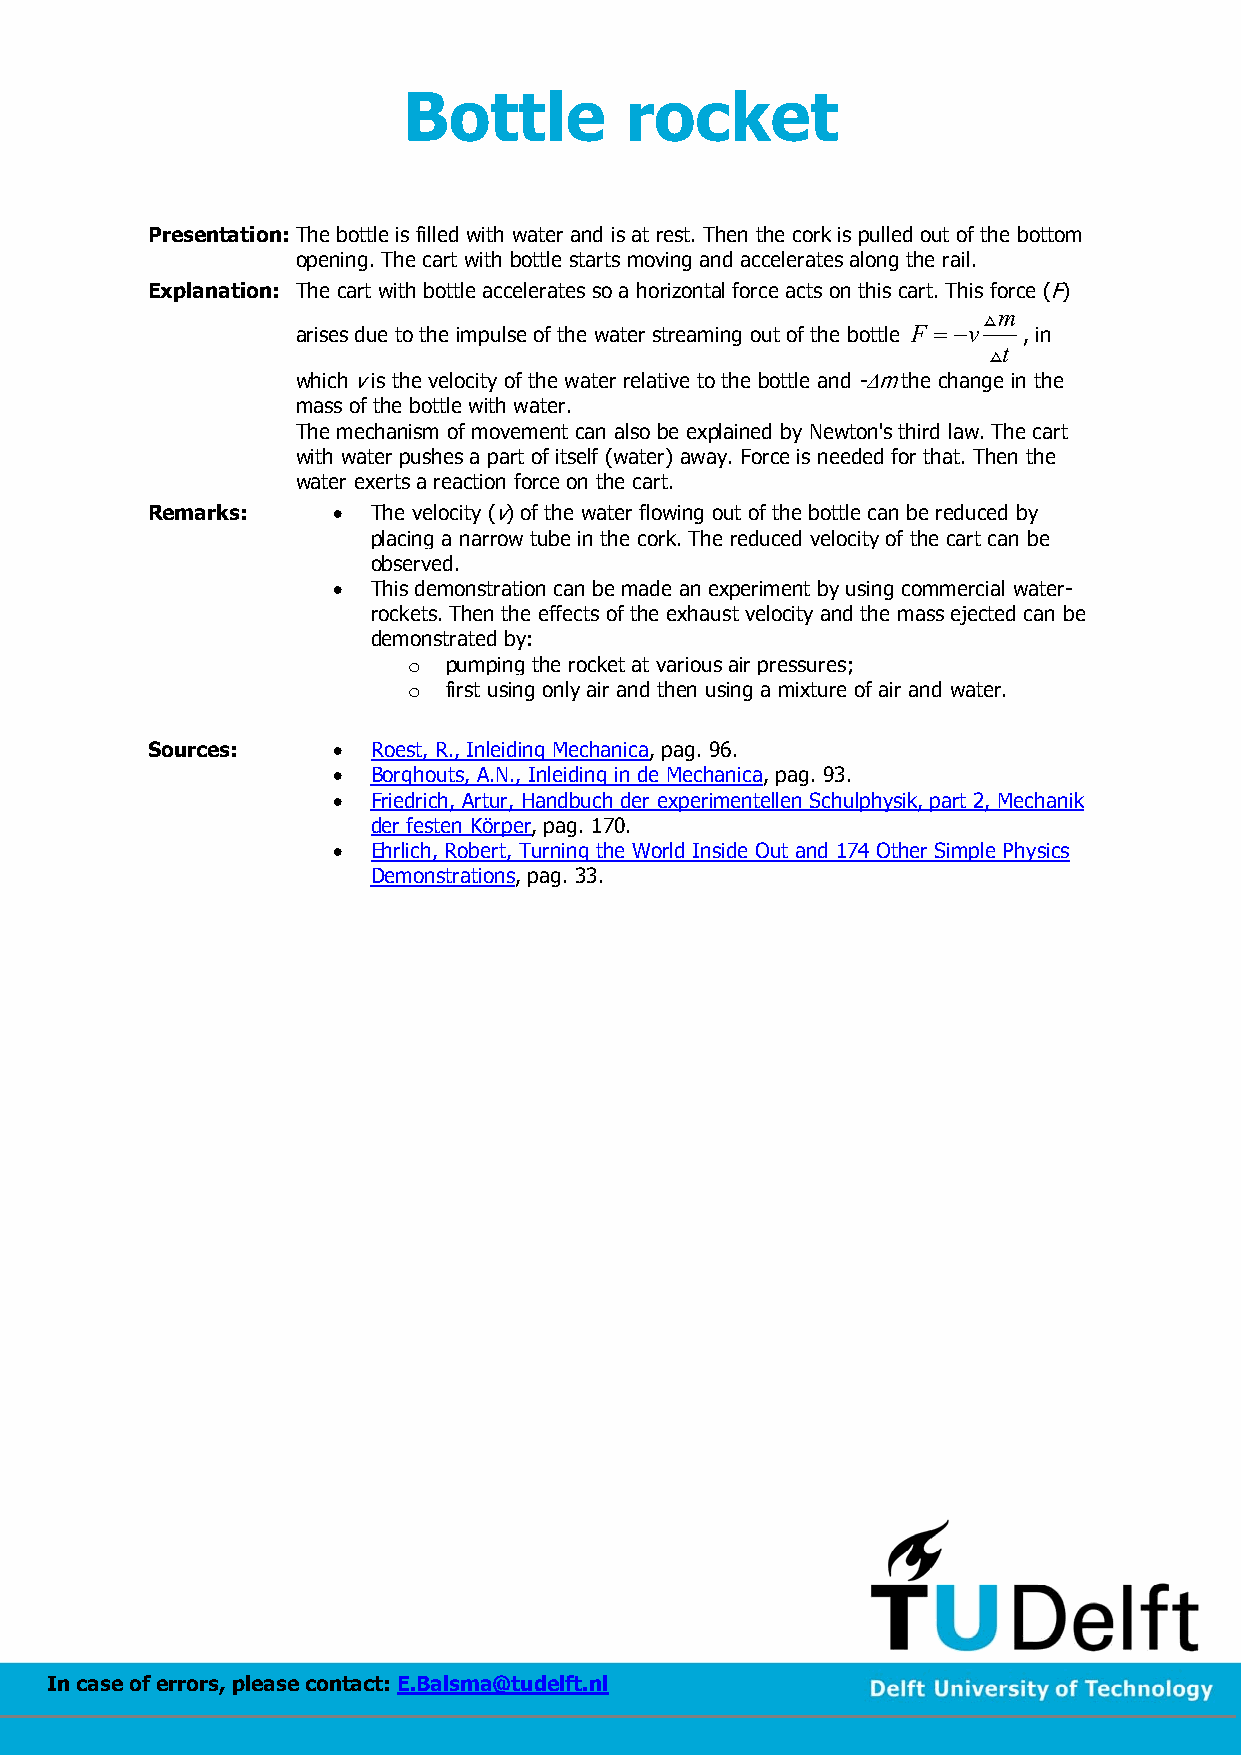 Bottle rocket
Presentation: The bottle is filled with water and is at rest. Then the cork is pulled out of the bottom
opening. The cart with bottle starts moving and accelerates along the rail.
Explanation: The cart with bottle accelerates so a horizontal force acts on this cart. This force (F)
arises due to the impulse of the water streaming out of the bottle F = −v △m/△t , in
which v is the velocity of the water relative to the bottle and -Δm the change in the
mass of the bottle with water.
The mechanism of movement can also be explained by Newton's third law. The cart
with water pushes a part of itself (water) away. Force is needed for that. Then the
water exerts a reaction force on the cart.
Remarks: • The velocity (v) of the water flowing out of the bottle can be reduced by
placing a narrow tube in the cork. The reduced velocity of the cart can be
observed.
• This demonstration can be made an experiment by using commercial water-
rockets. Then the effects of the exhaust velocity and the mass ejected can be
demonstrated by:
o pumping the rocket at various air pressures;
o first using only air and then using a mixture of air and water.
Sources: • Roest, R., Inleiding Mechanica, pag. 96.
• Borghouts, A.N., Inleiding in de Mechanica, pag. 93.
• Friedrich, Artur, Handbuch der experimentellen Schulphysik, part 2, Mechanik
der festen Körper, pag. 170.
• Ehrlich, Robert, Turning the World Inside Out and 174 Other Simple Physics
Demonstrations, pag. 33.
TU Delft
In case of errors, please contact: E.Balsma@tudelft.nl
Delft University of Technology